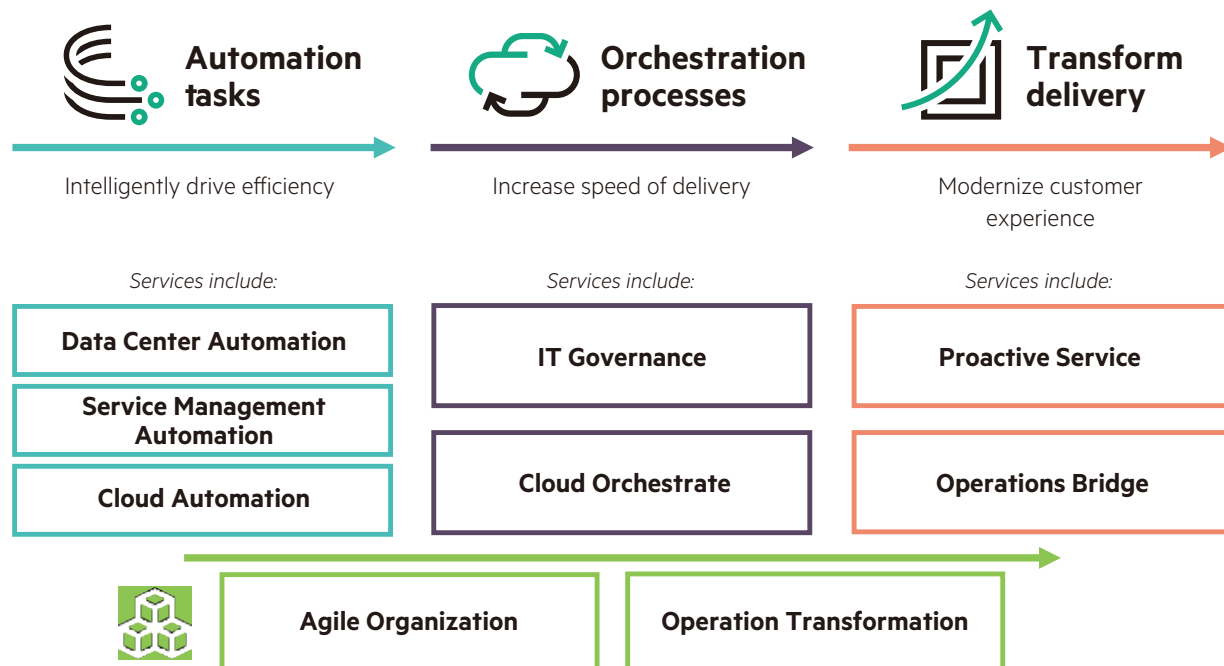 Automation
tasks
Intelligently drive efficiency
Services include:
Data Center Automation
Service Management
Automation
Cloud Automation
Orchestration
processes
Increase speed of delivery
Services include:
IT Governance
Cloud Orchestrate
Transform
delivery
Modernize customer
experience
Services include:
Proactive Service
Operations Bridge
Agile Organization
Operation Transformation